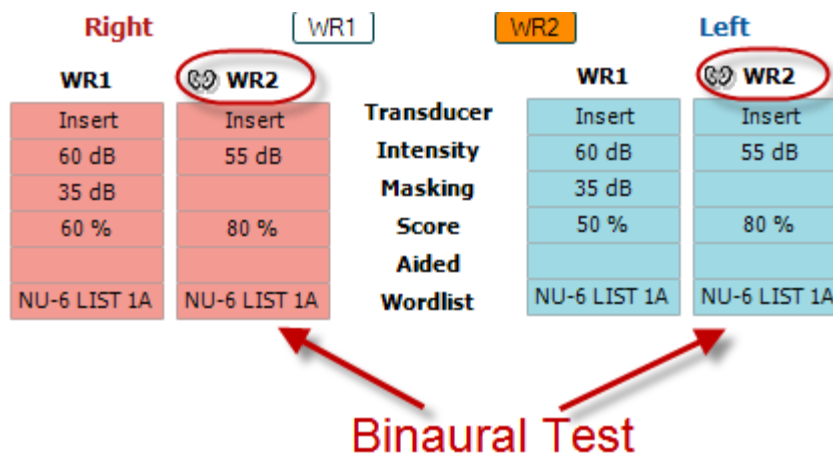 Right WR1 WR2 Left
WR1 WR2 WR1 WR2
Insert Insert Transducer Insert Insert
60 dB 55 dB Intensity 60 dB 55 dB
35 dB Masking 35 dB
60 % 80 % Score 50 % 80 %
Aided
NU-6 LIST 1A NU-6 LIST 1A Wordlist NU-6 LIST 1A NU-6 LIST 1A
Binaural Test